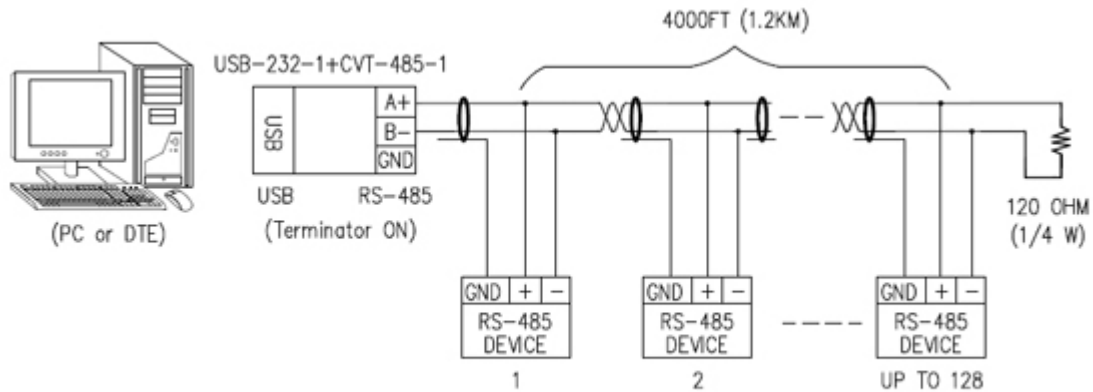 4000FT (1.2KM)
USB-232-1+CVT-485-1
USB
A+
B-
GND
USB RS-485
(Terminator ON)
(PC or DTE)
120 OHM
(1/4 W)
GND + -
RS-485
DEVICE
1
GND + -
RS-485
DEVICE
2
GND + -
RS-485
DEVICE
UP TO 128